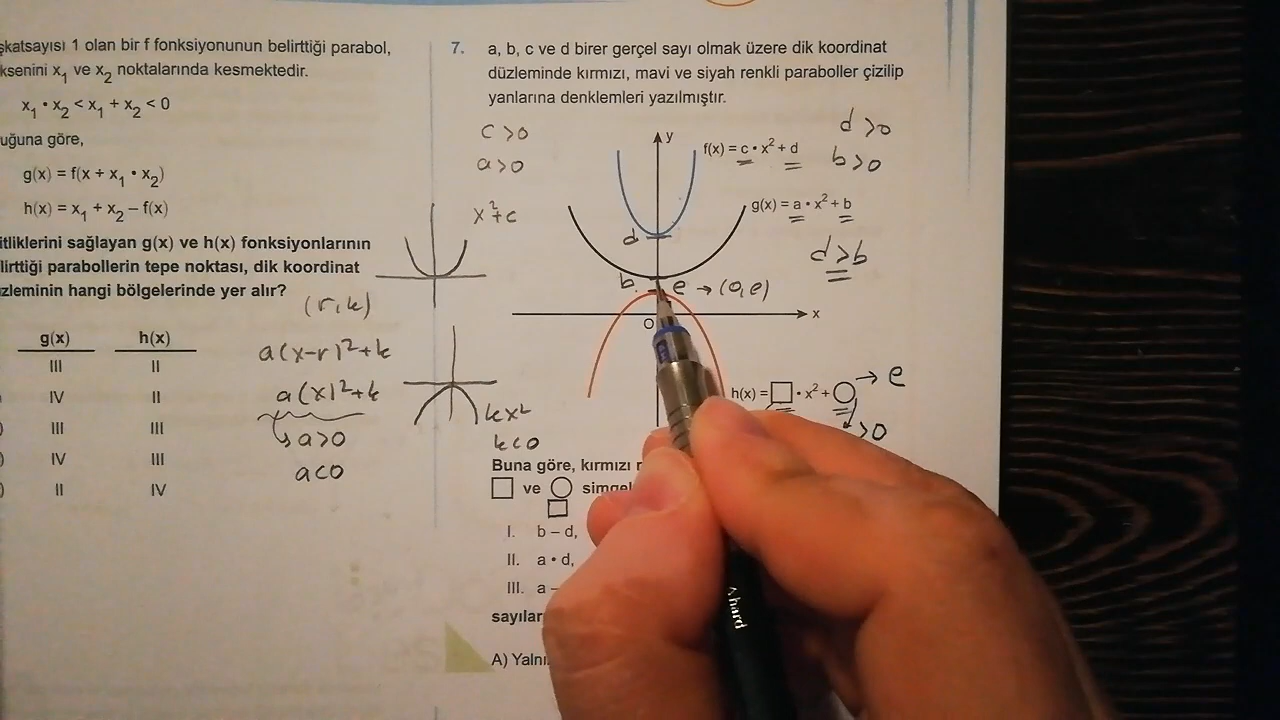 şkatsayısı 1 olan bir f fonksiyonunun belirttiği parabol,
ksenini x₁ ve x₂ noktalarında kesmektedir.
x₁ • x₂ < x₁ + x₂ < 0
uğuna göre,
g(x) = f(x + x₁ • x₂)
h(x) = x₁ + x₂ – f(x)
itliklerini sağlayan g(x) ve h(x) fonksiyonlarının
lirttiği parabollerin tepe noktası, dik koordinat
zleminin hangi bölgelerinde yer alır?
g(x) h(x)
III II
IV II
) III III
) IV III
) II IV
(r,k)
a(x–r)²+k
a(x)²+k
a>0
a<0
x²+c
kx²
k<0
7. a, b, c ve d birer gerçel sayı olmak üzere dik koordinat
düzleminde kırmızı, mavi ve siyah renkli paraboller çizilip
yanlarına denklemleri yazılmıştır.
c>0
a>0
d>0
b>0
y
f(x) = c • x² + d
g(x) = a • x² + b
d>b
d
b
e → (0,e)
x
O
h(x) = □ • x² + ○ → e
>0
Buna göre, kırmızı
□ ve ○
□
I. b – d,
II. a • d,
III. a –
A)